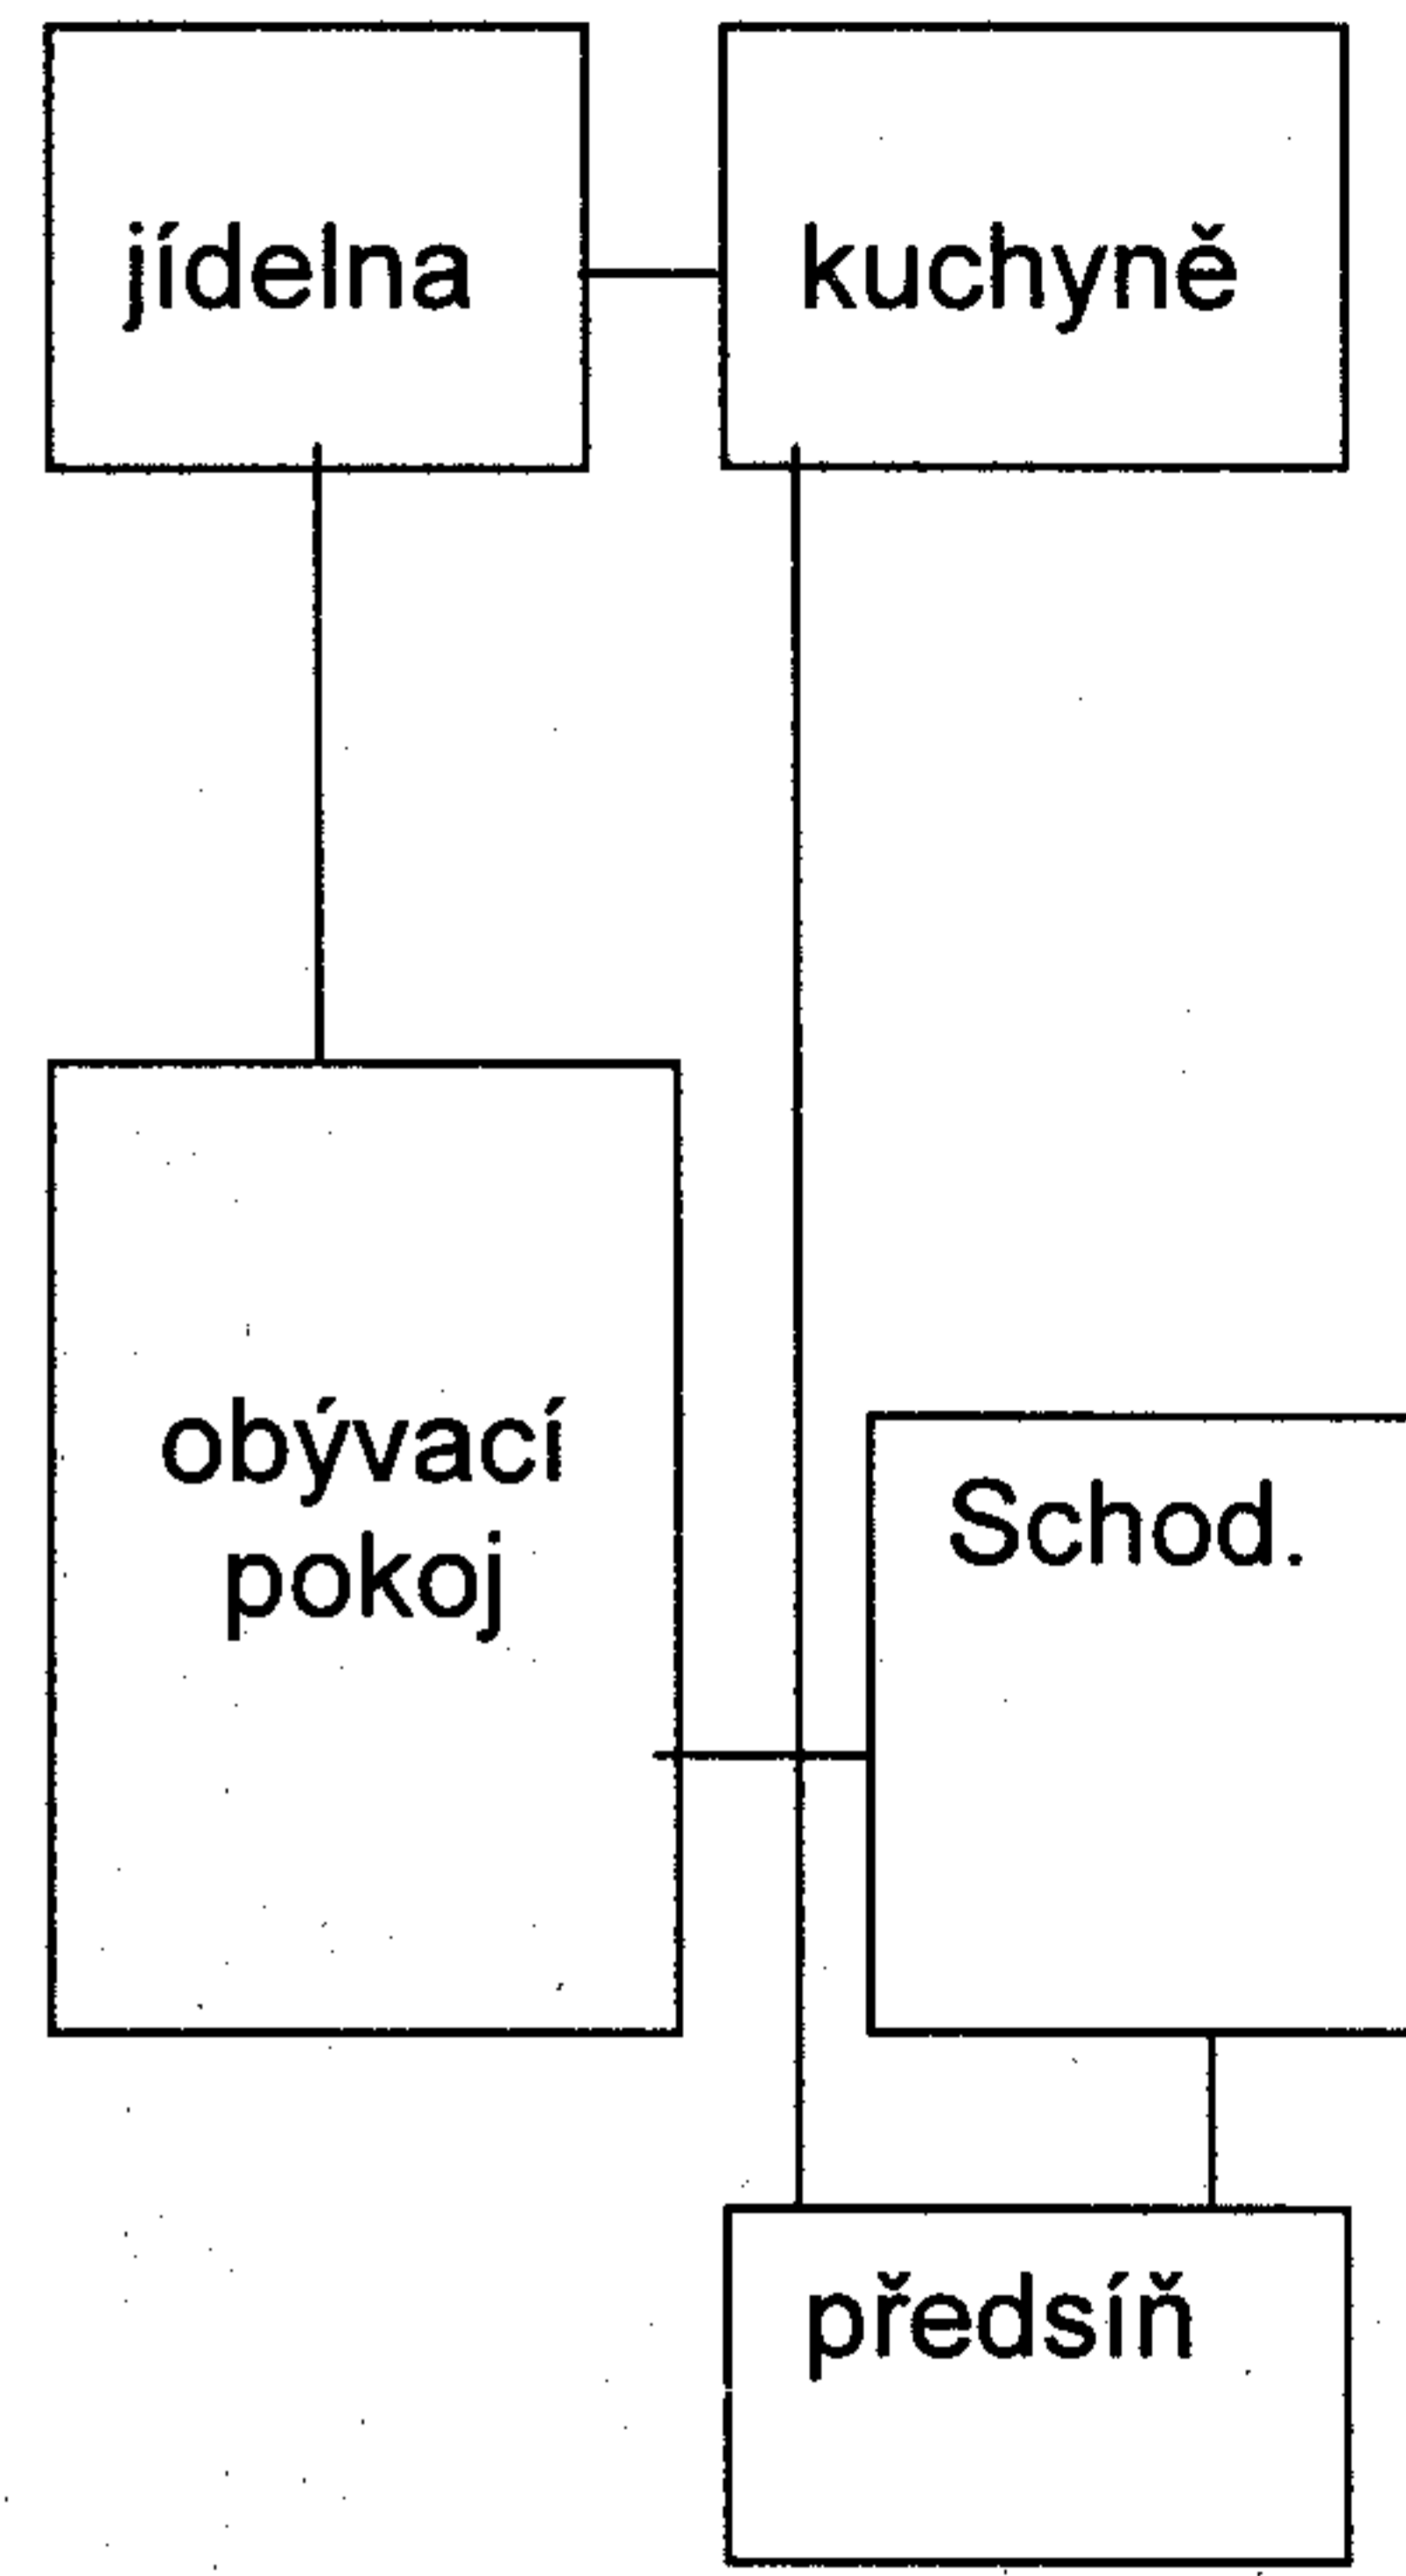 jídelna
kuchyně
obývací
pokoj
Schod.
předsíň